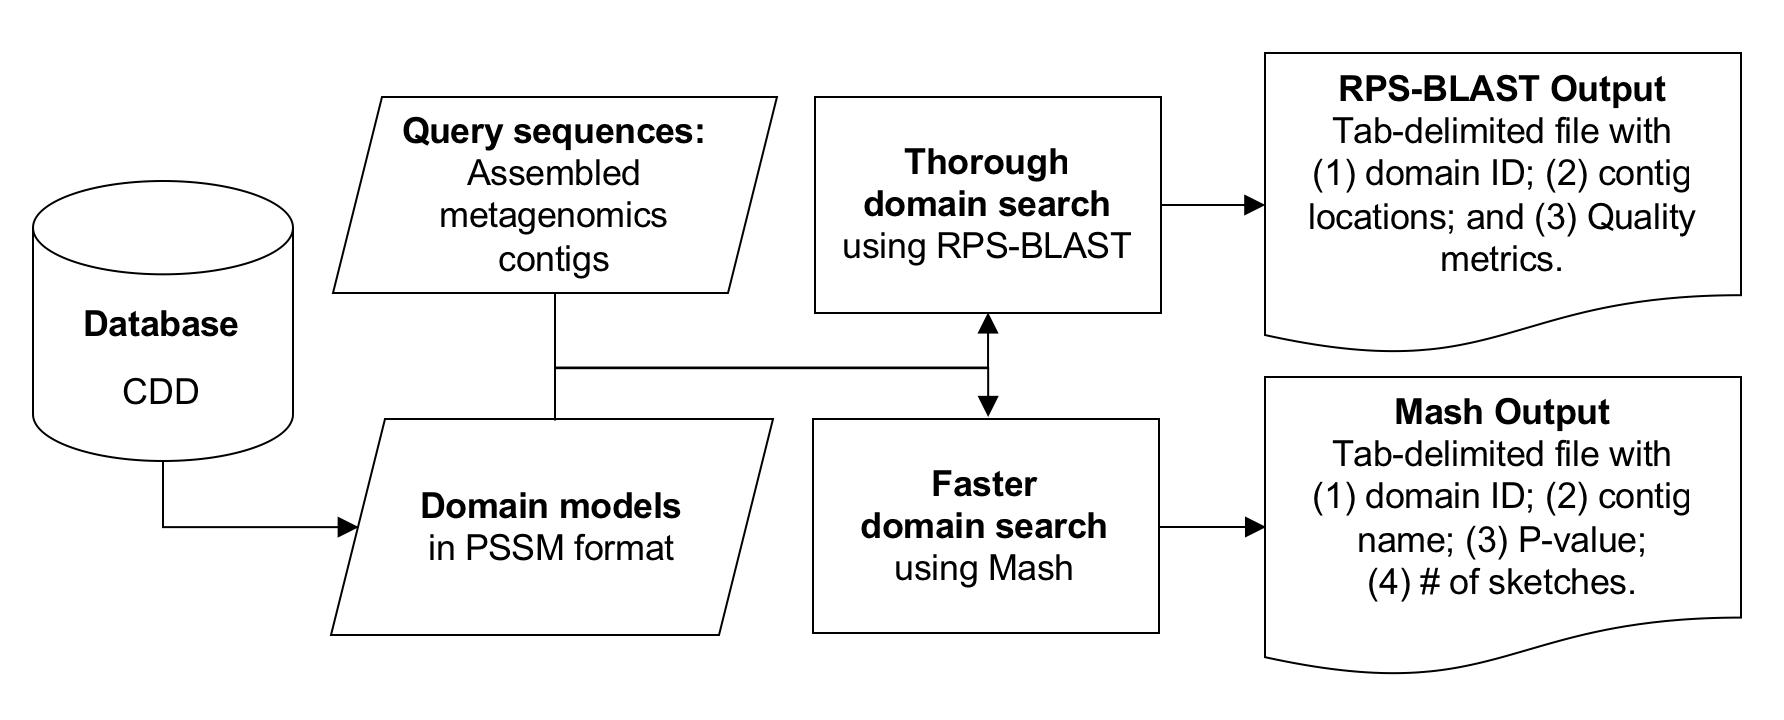 Database
CDD
Query sequences:
Assembled
metagenomics
contigs
Domain models
in PSSM format
Thorough
domain search
using RPS-BLAST
Faster
domain search
using Mash
RPS-BLAST Output
Tab-delimited file with
(1) domain ID; (2) contig
locations; and (3) Quality
metrics.
Mash Output
Tab-delimited file with
(1) domain ID; (2) contig
name; (3) P-value;
(4) # of sketches.